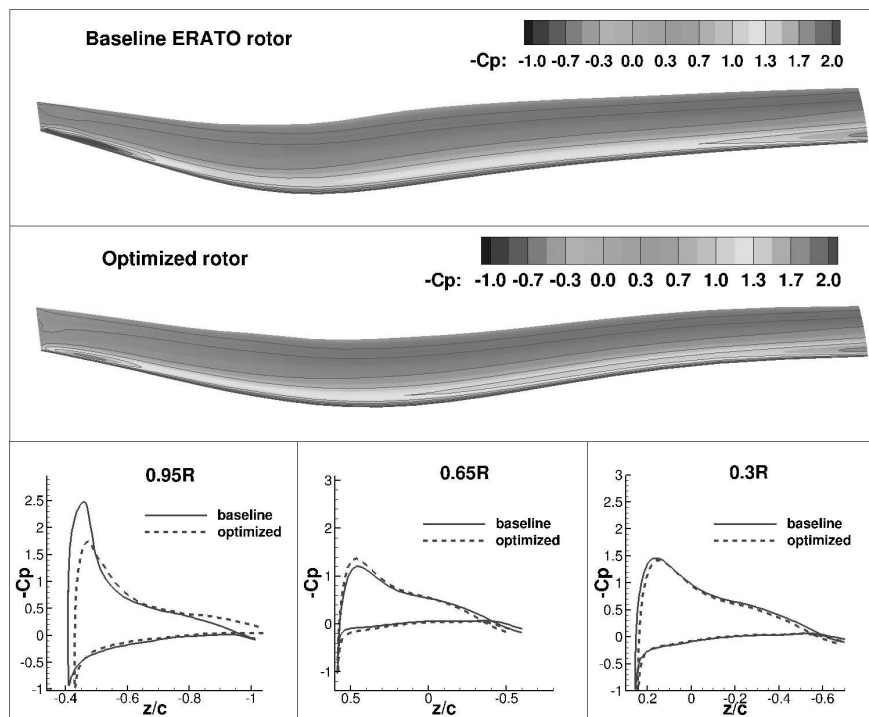 Baseline ERATO rotor
-Cp: -1.0 -0.7 -0.3 0.0 0.3 0.7 1.0 1.3 1.7 2.0
Optimized rotor
-Cp: -1.0 -0.7 -0.3 0.0 0.3 0.7 1.0 1.3 1.7 2.0
0.95R
baseline
optimized
-Cp
2.5
2
1.5
1
0.5
0
-0.5
-1
-0.4 -0.6 -0.8 -1
z/c
0.65R
baseline
optimized
-Cp
3
2
1
0
-1
0.5 0 -0.5
z/c
0.3R
baseline
optimized
-Cp
3
2.5
2
1.5
1
0.5
0
-0.5
-1
0.2 0 -0.2 -0.4 -0.6
z/c